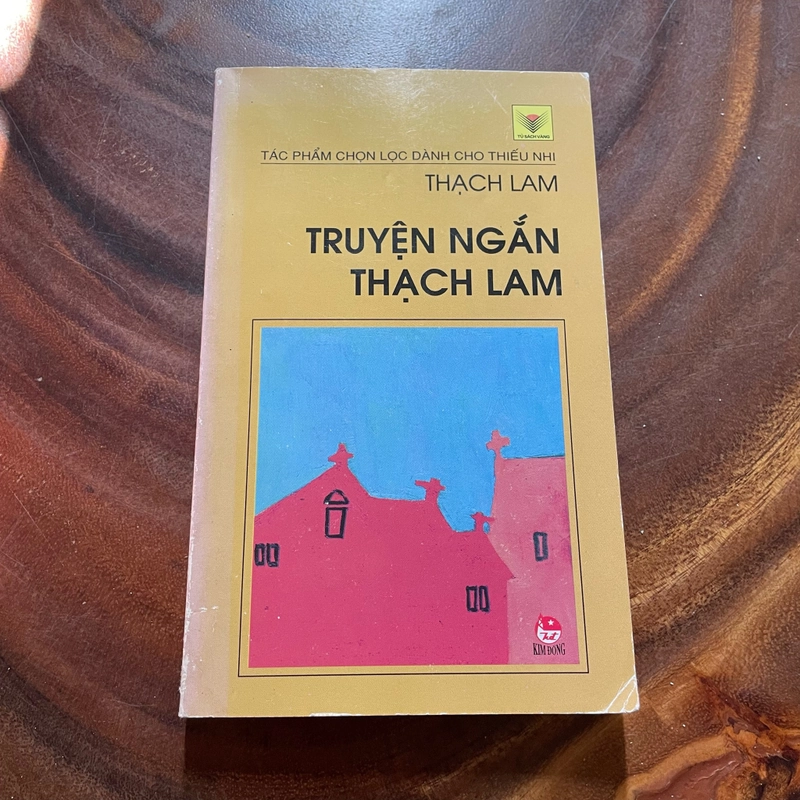 TỦ SÁCH VÀNG
TÁC PHẨM CHỌN LỌC DÀNH CHO THIẾU NHI
THẠCH LAM
TRUYỆN NGẮN
THẠCH LAM
KIM ĐỒNG